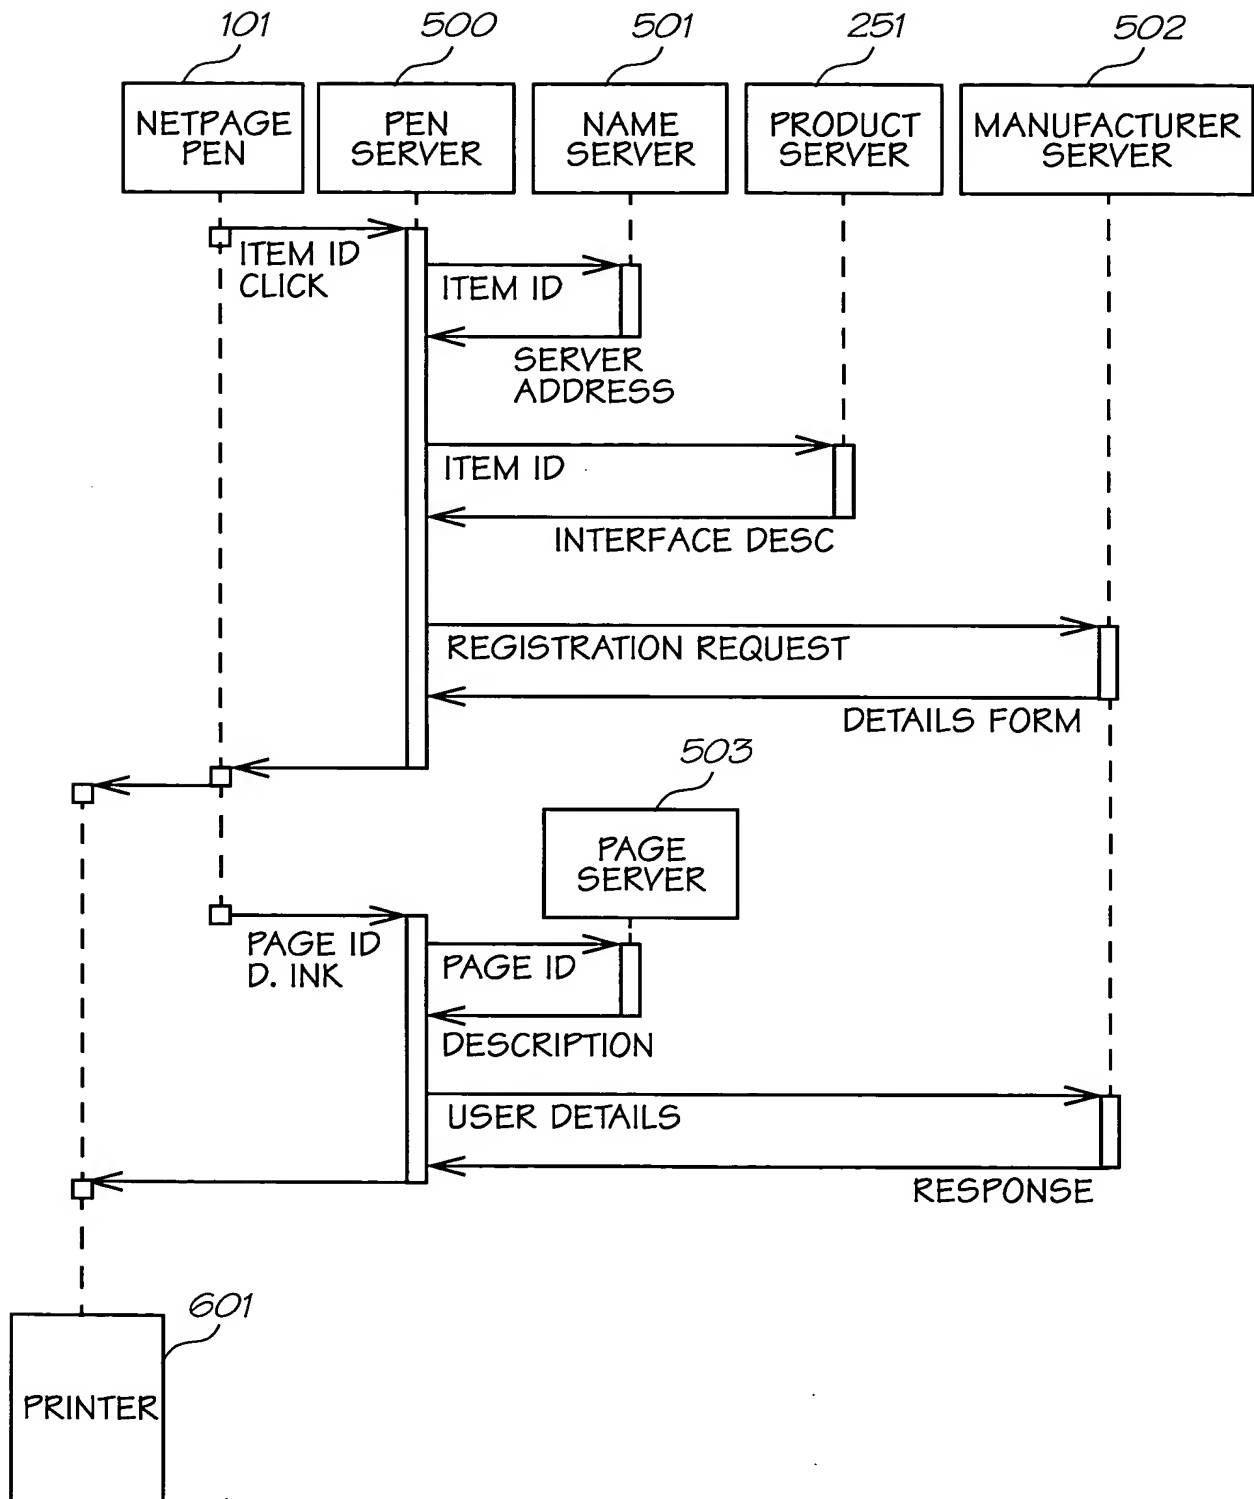 101
500
501
251
502
NETPAGE
PEN
PEN
SERVER
NAME
SERVER
PRODUCT
SERVER
MANUFACTURER
SERVER
ITEM ID
CLICK
ITEM ID
SERVER
ADDRESS
ITEM ID
INTERFACE DESC
REGISTRATION REQUEST
DETAILS FORM
503
PAGE
SERVER
PAGE ID
D. INK
PAGE ID
DESCRIPTION
USER DETAILS
RESPONSE
601
PRINTER